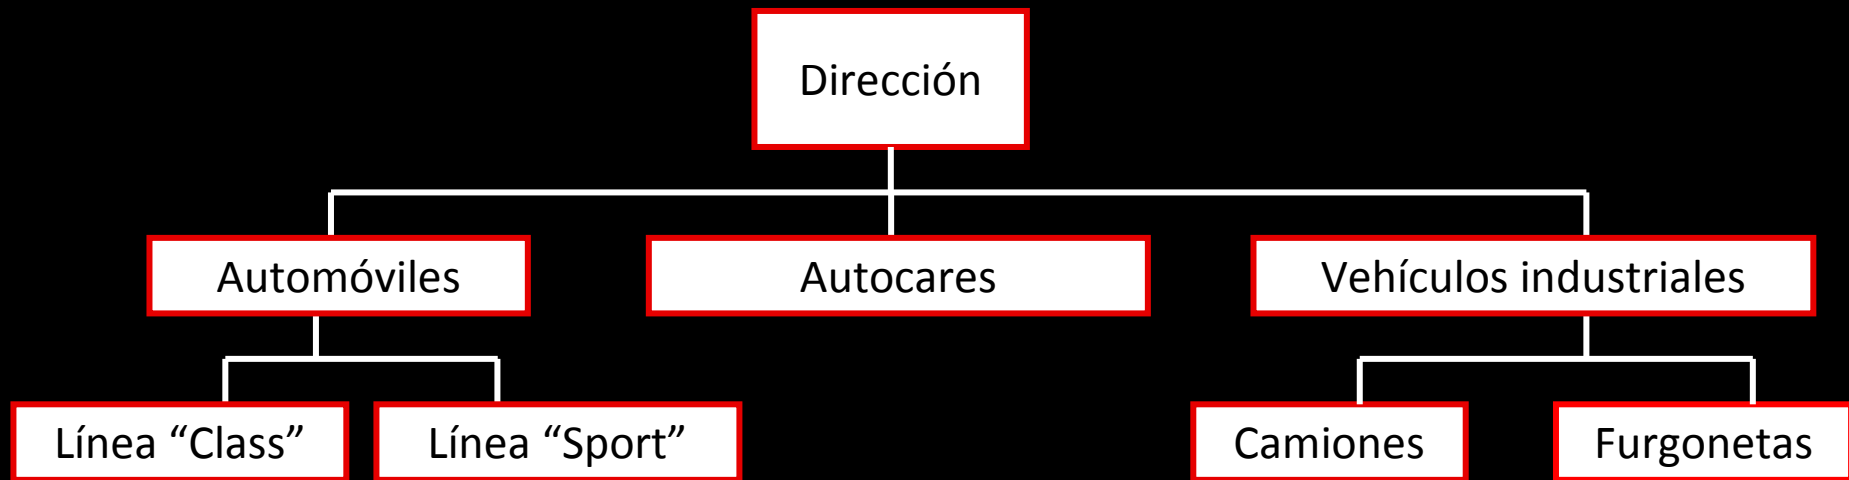 Dirección
Automóviles
Autocares
Vehículos industriales
Línea “Class”
Línea “Sport”
Camiones
Furgonetas